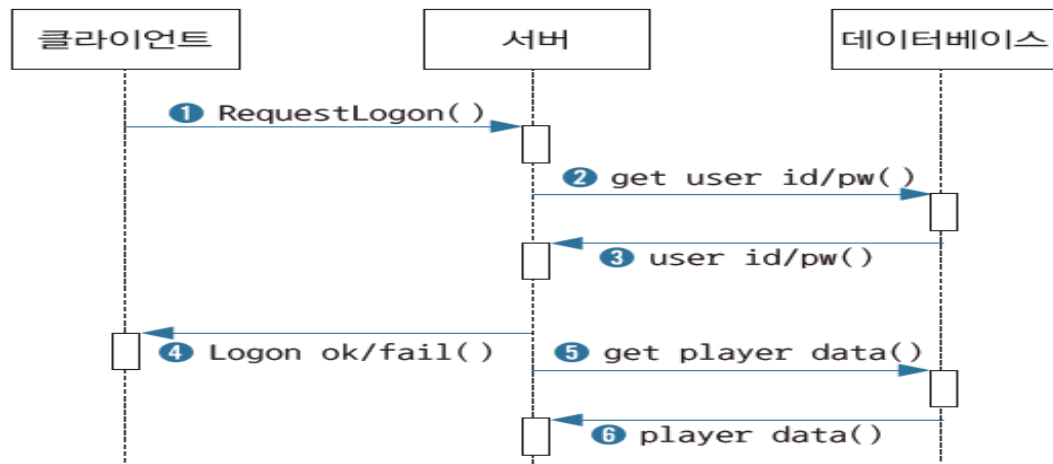 클라이언트
서버
데이터베이스
1 RequestLogon()
2 get user id/pw()
3 user id/pw()
4 Logon ok/fail()
5 get player data()
6 player data()